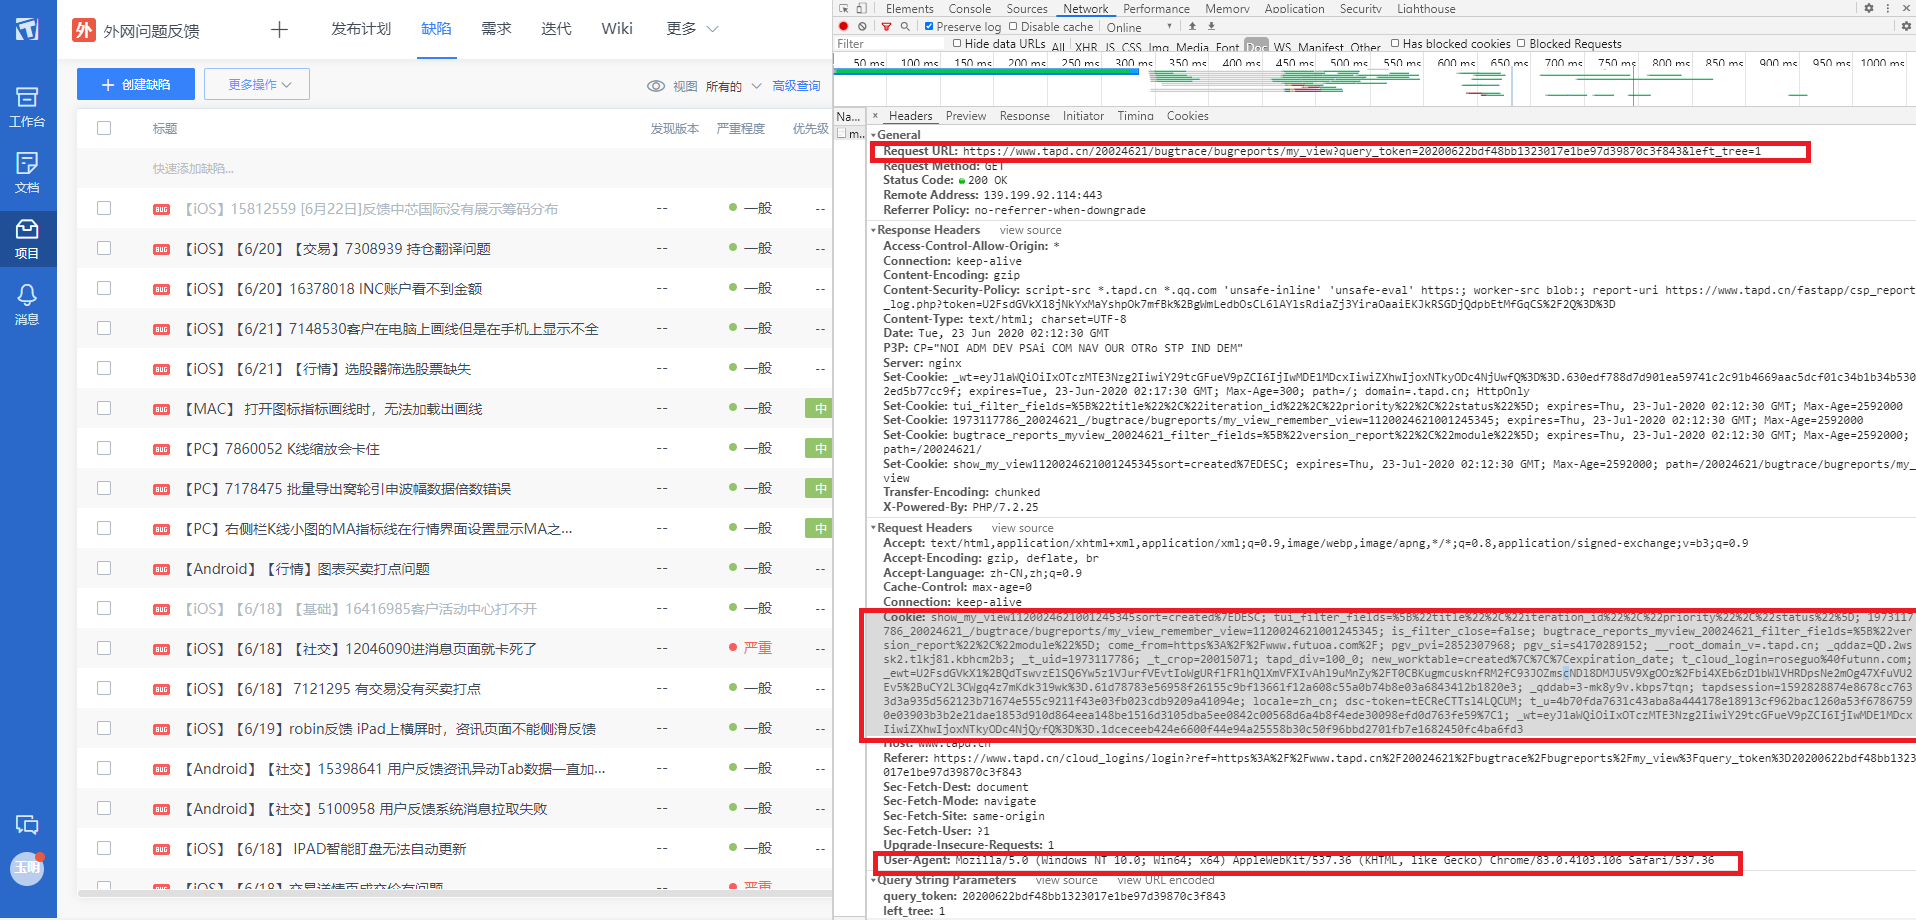 外 外网问题反馈
发布计划 缺陷 需求 迭代 Wiki 更多
创建缺陷 更多操作 视图 所有的 高级查询
工作台
文档
项目
消息
玉明
标题 发现版本 严重程度 优先级
快速添加缺陷...
BUG 【iOS】15812559 [6月22日]反馈中芯国际没有展示筹码分布 -- 一般 --
BUG 【iOS】【6/20】【交易】7308939 持仓翻译问题 -- 一般 --
BUG 【iOS】【6/20】16378018 INC账户看不到金额 -- 一般 --
BUG 【iOS】【6/21】7148530客户在电脑上画线但是在手机上显示不全 -- 一般 --
BUG 【iOS】【6/21】【行情】选股器筛选股票缺失 -- 一般 --
BUG 【MAC】 打开图标指标画线时，无法加载出画线 -- 一般 中
BUG 【PC】7860052 K线缩放会卡住 -- 一般 中
BUG 【PC】7178475 批量导出窝轮引申波幅数据倍数错误 -- 一般 中
BUG 【PC】右侧栏K线小图的MA指标线在行情界面设置显示MA之... -- 一般 中
BUG 【Android】【行情】图表买卖打点问题 -- 一般 --
BUG 【iOS】【6/18】【基础】16416985客户活动中心打不开 -- 一般 --
BUG 【iOS】【6/18】【社交】12046090进消息页面就卡死了 -- 严重 --
BUG 【iOS】【6/18】 7121295 有交易没有买卖打点 -- 一般 --
BUG 【iOS】【6/19】robin反馈 iPad上横屏时，资讯页面不能侧滑反馈 -- 一般 --
BUG 【Android】【社交】15398641 用户反馈资讯异动Tab数据一直加... -- 一般 --
BUG 【Android】【社交】5100958 用户反馈系统消息拉取失败 -- 一般 --
BUG 【iOS】【6/18】 IPAD智能盯盘无法自动更新 -- 一般 --
BUG 【iOS】【6/18】交易详情页成交价有问题 -- 严重 --
Elements Console Sources Network Performance Memory Application Security Lighthouse
Preserve log Disable cache Online
Filter Hide data URLs All XHR JS CSS Img Media Font Doc WS Manifest Other Has blocked cookies Blocked Requests
50 ms 100 ms 150 ms 200 ms 250 ms 300 ms 350 ms 400 ms 450 ms 500 ms 550 ms 600 ms 650 ms 700 ms 750 ms 800 ms 850 ms 900 ms 950 ms 1000 ms
Na... × Headers Preview Response Initiator Timing Cookies
m..
General
Request URL: https://www.tapd.cn/20024621/bugtrace/bugreports/my_view?query_token=20200622bdf48bb1323017e1be97d39870c3f843&left_tree=1
Request Method: GET
Status Code: 200 OK
Remote Address: 139.199.92.114:443
Referrer Policy: no-referrer-when-downgrade
Response Headers view source
Access-Control-Allow-Origin: *
Connection: keep-alive
Content-Encoding: gzip
Content-Security-Policy: script-src *.tapd.cn *.qq.com 'unsafe-inline' 'unsafe-eval' https:; worker-src blob:; report-uri https://www.tapd.cn/fastapp/csp_report
_log.php?token=U2FsdGVkX18jNkYxMaYshpOk7mfBk%2BgWmLedbOsCL6lAYlsRdiaZj3YiraOaaiEKJkRSGDjQdpbEtMfGqCS%2F2Q%3D%3D
Content-Type: text/html; charset=UTF-8
Date: Tue, 23 Jun 2020 02:12:30 GMT
P3P: CP="NOI ADM DEV PSAi COM NAV OUR OTRo STP IND DEM"
Server: nginx
Set-Cookie: _wt=eyJ1aWQiOiIxOTczMTE3Nzg2IiwiY29tcGFueV9pZCI6IjIwMDE1MDcxIiwiZXhwIjoxNTkyODc4NjUwfQ%3D%3D.630edf788d7d901ea59741c2c91b4669aac5dcf01c34b1b34b530
2ed5b77cc9f; expires=Tue, 23-Jun-2020 02:17:30 GMT; Max-Age=300; path=/; domain=.tapd.cn; HttpOnly
Set-Cookie: tui_filter_fields=%5B%22title%22%2C%22iteration_id%22%2C%22priority%22%2C%22status%22%5D; expires=Thu, 23-Jul-2020 02:12:30 GMT; Max-Age=2592000
Set-Cookie: 1973117786_20024621_/bugtrace/bugreports/my_view_remember_view=1120024621001245345; expires=Thu, 23-Jul-2020 02:12:30 GMT; Max-Age=2592000
Set-Cookie: bugtrace_reports_myview_20024621_filter_fields=%5B%22version_report%22%2C%22module%22%5D; expires=Thu, 23-Jul-2020 02:12:30 GMT; Max-Age=2592000;
path=/20024621/
Set-Cookie: show_my_view1120024621001245345sort=created%7EDESC; expires=Thu, 23-Jul-2020 02:12:30 GMT; Max-Age=2592000; path=/20024621/bugtrace/bugreports/my_
view
Transfer-Encoding: chunked
X-Powered-By: PHP/7.2.25
Request Headers view source
Accept: text/html,application/xhtml+xml,application/xml;q=0.9,image/webp,image/apng,*/*;q=0.8,application/signed-exchange;v=b3;q=0.9
Accept-Encoding: gzip, deflate, br
Accept-Language: zh-CN,zh;q=0.9
Cache-Control: max-age=0
Connection: keep-alive
Cookie: show_my_view1120024621001245345sort=created%7EDESC; tui_filter_fields=%5B%22title%22%2C%22iteration_id%22%2C%22priority%22%2C%22status%22%5D; 1973117
786_20024621_/bugtrace/bugreports/my_view_remember_view=1120024621001245345; is_filter_close=false; bugtrace_reports_myview_20024621_filter_fields=%5B%22ver
sion_report%22%2C%22module%22%5D; come_from=https%3A%2F%2Fwww.futuoa.com%2F; pgv_pvi=2852307968; pgv_si=s4170289152; __root_domain_v=.tapd.cn; _qddaz=QD.2ws
sk2.tlkj81.kbhcm2b3; _t_uid=1973117786; _t_crop=20015071; tapd_div=100_0; new_worktable=created%7C%7C%7Cexpiration_date; t_cloud_login=roseguo%40futunn.com;
Host: www.tapd.cn
Referer: https://www.tapd.cn/cloud_logins/login?ref=https%3A%2F%2Fwww.tapd.cn%2F20024621%2Fbugtrace%2Fbugreports%2Fmy_view%3Fquery_token%3D20200622bdf48bb1323
017e1be97d39870c3f843
Sec-Fetch-Dest: document
Sec-Fetch-Mode: navigate
Sec-Fetch-Site: same-origin
Sec-Fetch-User: ?1
Upgrade-Insecure-Requests: 1
User-Agent: Mozilla/5.0 (Windows NT 10.0; Win64; x64) AppleWebKit/537.36 (KHTML, like Gecko) Chrome/83.0.4103.106 Safari/537.36
Query String Parameters view source view URL encoded
query_token: 20200622bdf48bb1323017e1be97d39870c3f843
left_tree: 1